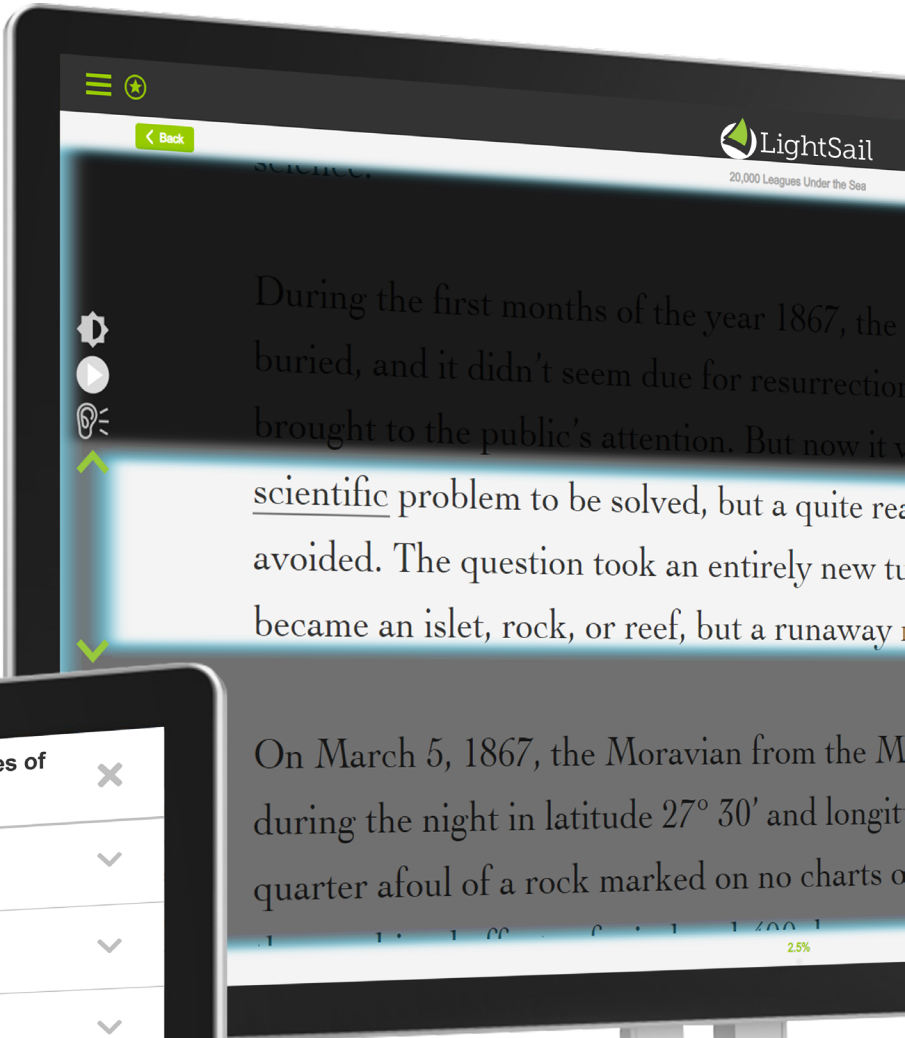 LightSail
Back
20,000 Leagues Under the Sea
science.
During the first months of the year 1867, the
buried, and it didn't seem due for resurrection
brought to the public's attention. But now it
scientific problem to be solved, but a quite
avoided. The question took an entirely new
became an islet, rock, or reef, but a runaway
On March 5, 1867, the Moravian from the
during the night in latitude 27° 30′ and
quarter afoul of a rock marked on no charts
2.5%
es of